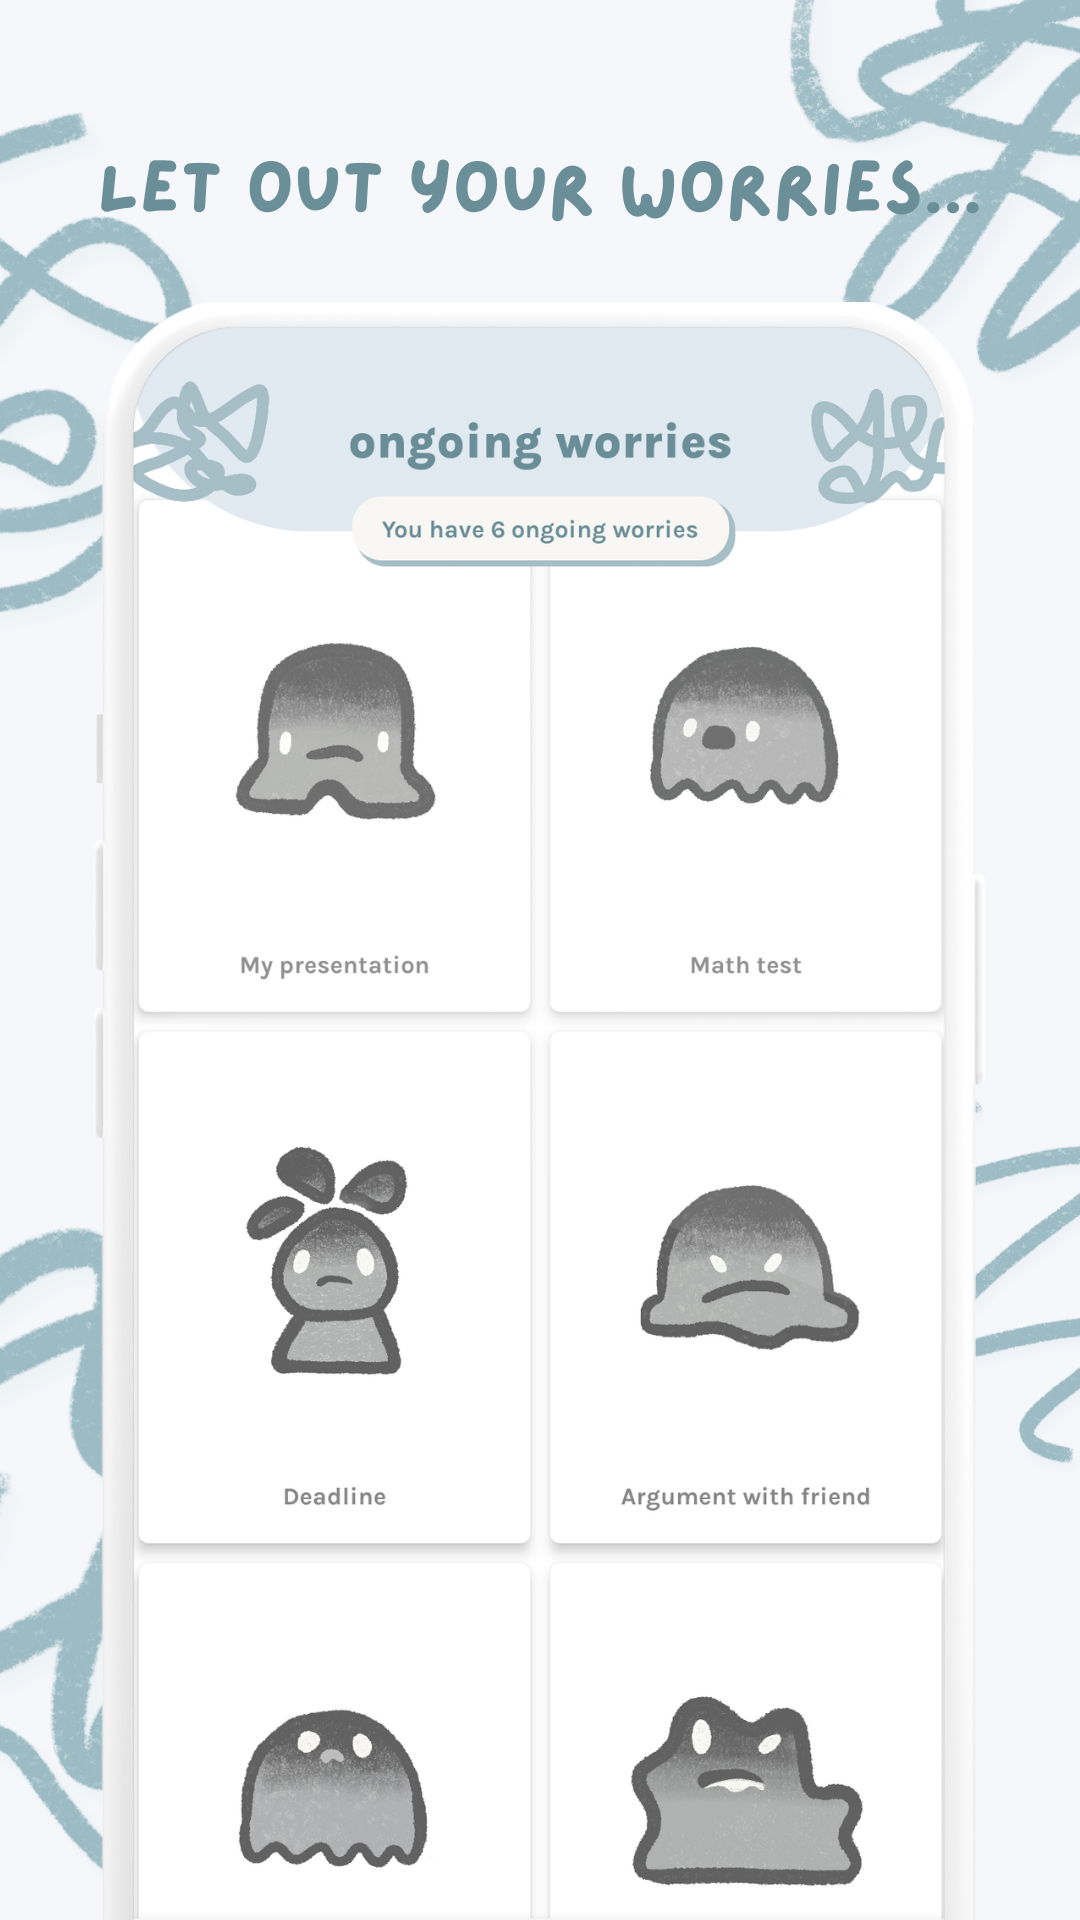 LET OUT YOUR WORRIES...
ongoing worries
You have 6 ongoing worries
My presentation
Math test
Deadline
Argument with friend